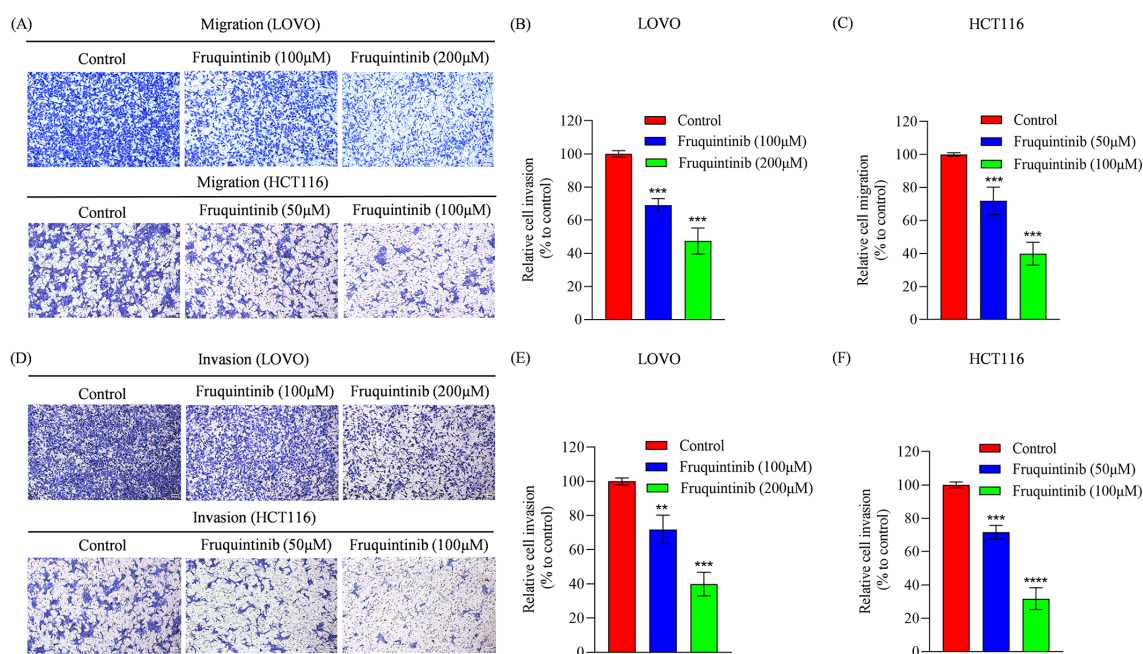 (A)
Migration (LOVO)
Control
Fruquintinib (100μM)
Fruquintinib (200μM)
Migration (HCT116)
Control
Fruquintinib (50μM)
Fruquintinib (100μM)
(B)
LOVO
Relative cell invasion
(% to control)
120
100
80
60
40
20
0
Control
Fruquintinib (100μM)
Fruquintinib (200μM)
***
***
(C)
HCT116
Relative cell migration
(% to control)
120
100
80
60
40
20
0
Control
Fruquintinib (50μM)
Fruquintinib (100μM)
***
***
(D)
Invasion (LOVO)
Control
Fruquintinib (100μM)
Fruquintinib (200μM)
Invasion (HCT116)
Control
Fruquintinib (50μM)
Fruquintinib (100μM)
(E)
LOVO
Relative cell invasion
(% to control)
120
100
80
60
40
20
0
Control
Fruquintinib (100μM)
Fruquintinib (200μM)
**
***
(F)
HCT116
Relative cell invasion
(% to control)
120
100
80
60
40
20
0
Control
Fruquintinib (50μM)
Fruquintinib (100μM)
***
****